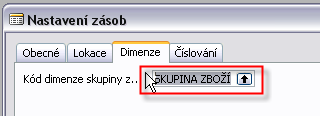 Nastavení zásob
Obecné Lokace Dimenze Číslování
Kód dimenze skupiny z... SKUPINA ZBOŽÍ